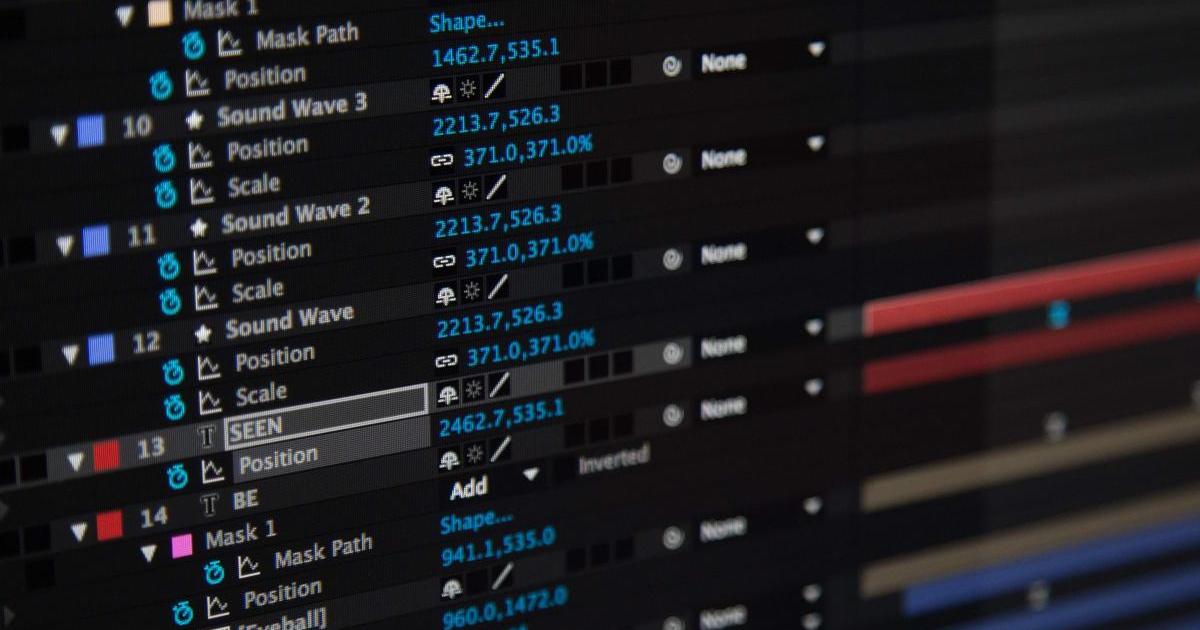 Mask 1
Mask Path Shape...
Position 1462.7,535.1
10 Sound Wave 3 None
Position 2213.7,526.3
Scale 371.0,371.0%
11 Sound Wave 2 None
Position 2213.7,526.3
Scale 371.0,371.0%
12 Sound Wave None
Position 2213.7,526.3
Scale 371.0,371.0%
13 T SEEN None
Position 2462.7,535.1
14 T BE None
Mask 1 Add Inverted
Mask Path Shape...
Position 941.1,535.0
[Eyeball] None
960.0,1472.0
None